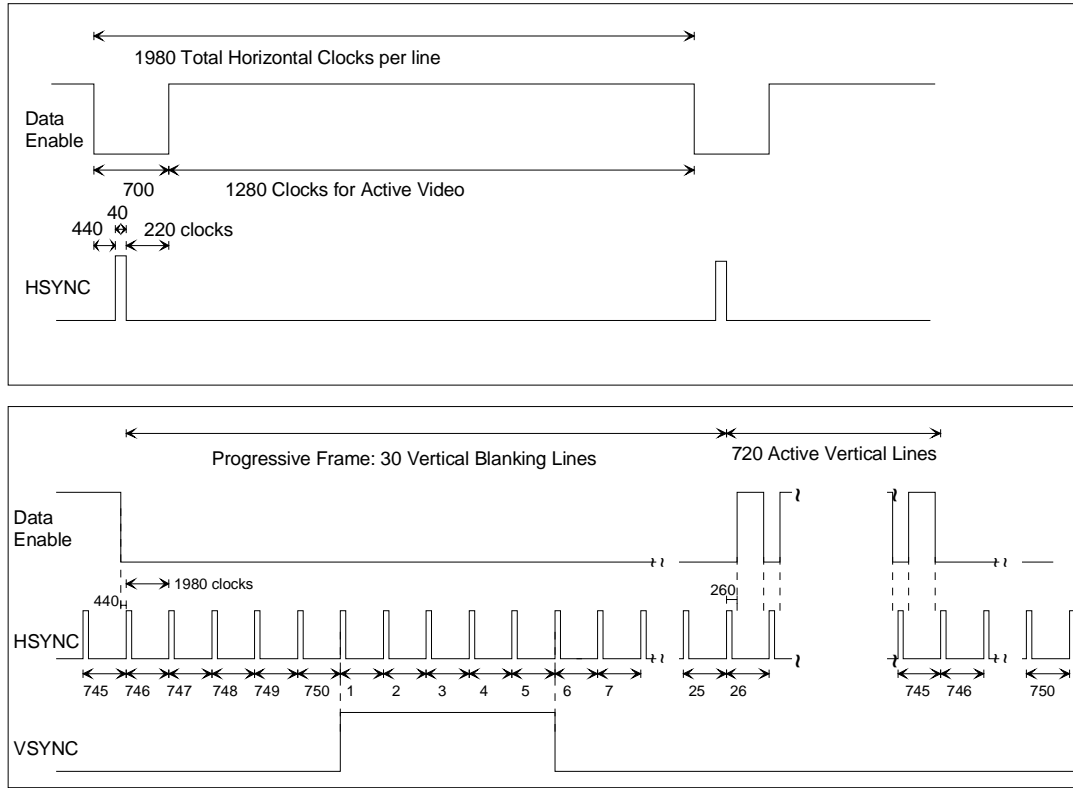 1980 Total Horizontal Clocks per line
Data
Enable
700
1280 Clocks for Active Video
40
440
220 clocks
HSYNC
Progressive Frame: 30 Vertical Blanking Lines
720 Active Vertical Lines
Data
Enable
1980 clocks
440
260
HSYNC
745 746 747 748 749 750 1 2 3 4 5 6 7 25 26 745 746 750
VSYNC